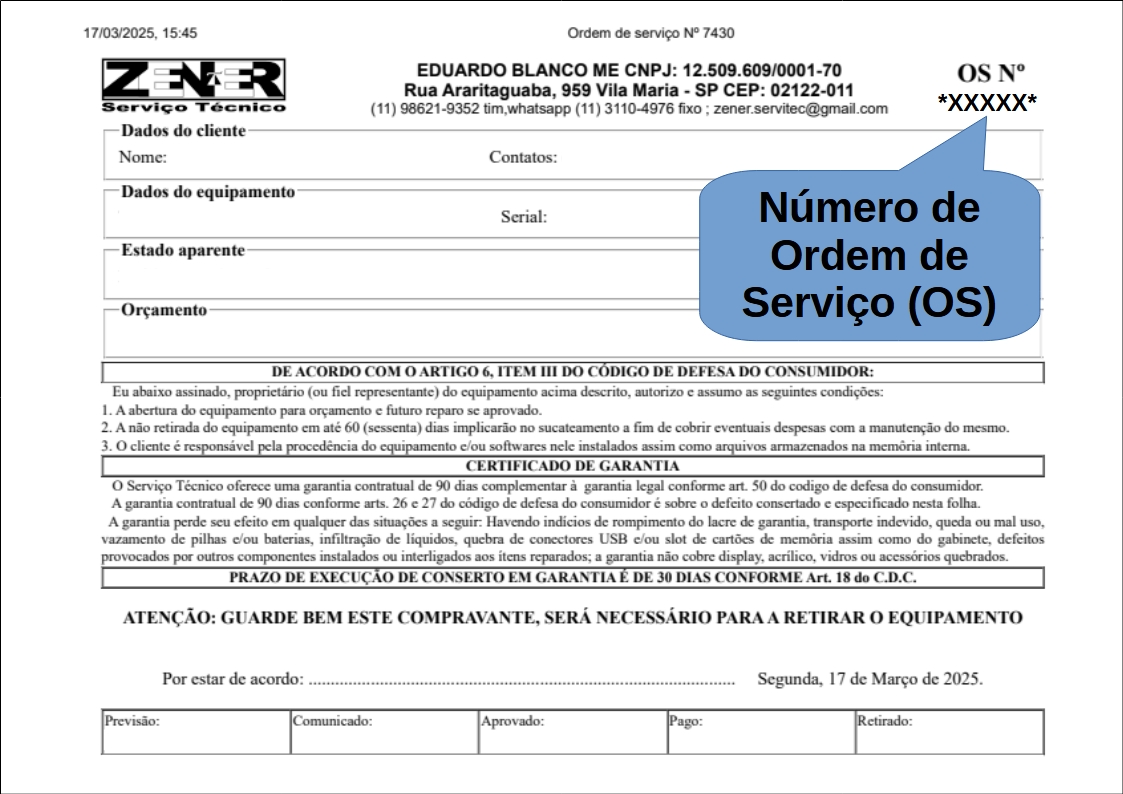 17/03/2025, 15:45 Ordem de serviço Nº 7430
ZENER
Serviço Técnico
EDUARDO BLANCO ME CNPJ: 12.509.609/0001-70
Rua Araritaguaba, 959 Vila Maria - SP CEP: 02122-011
(11) 98621-9352 tim,whatsapp (11) 3110-4976 fixo ; zener.servitec@gmail.com
OS Nº
*XXXXX*
Número de
Ordem de
Serviço (OS)
Dados do cliente
Nome: Contatos:
Dados do equipamento
Serial:
Estado aparente
Orçamento
DE ACORDO COM O ARTIGO 6, ITEM III DO CÓDIGO DE DEFESA DO CONSUMIDOR:
Eu abaixo assinado, proprietário (ou fiel representante) do equipamento acima descrito, autorizo e assumo as seguintes condições:
1. A abertura do equipamento para orçamento e futuro reparo se aprovado.
2. A não retirada do equipamento em até 60 (sessenta) dias implicarão no sucateamento a fim de cobrir eventuais despesas com a manutenção do mesmo.
3. O cliente é responsável pela procedência do equipamento e/ou softwares nele instalados assim como arquivos armazenados na memória interna.
CERTIFICADO DE GARANTIA
O Serviço Técnico oferece uma garantia contratual de 90 dias complementar à garantia legal conforme art. 50 do codigo de defesa do consumidor.
A garantia contratual de 90 dias conforme arts. 26 e 27 do código de defesa do consumidor é sobre o defeito consertado e especificado nesta folha.
A garantia perde seu efeito em qualquer das situações a seguir: Havendo indícios de rompimento do lacre de garantia, transporte indevido, queda ou mal uso,
vazamento de pilhas e/ou baterias, infiltração de líquidos, quebra de conectores USB e/ou slot de cartões de memória assim como do gabinete, defeitos
provocados por outros componentes instalados ou interligados aos ítens reparados; a garantia não cobre display, acrílico, vidros ou acessórios quebrados.
PRAZO DE EXECUÇÃO DE CONSERTO EM GARANTIA É DE 30 DIAS CONFORME Art. 18 do C.D.C.
ATENÇÃO: GUARDE BEM ESTE COMPRAVANTE, SERÁ NECESSÁRIO PARA A RETIRAR O EQUIPAMENTO
Por estar de acordo: ........................................................................................ Segunda, 17 de Março de 2025.
Previsão: Comunicado: Aprovado: Pago: Retirado: